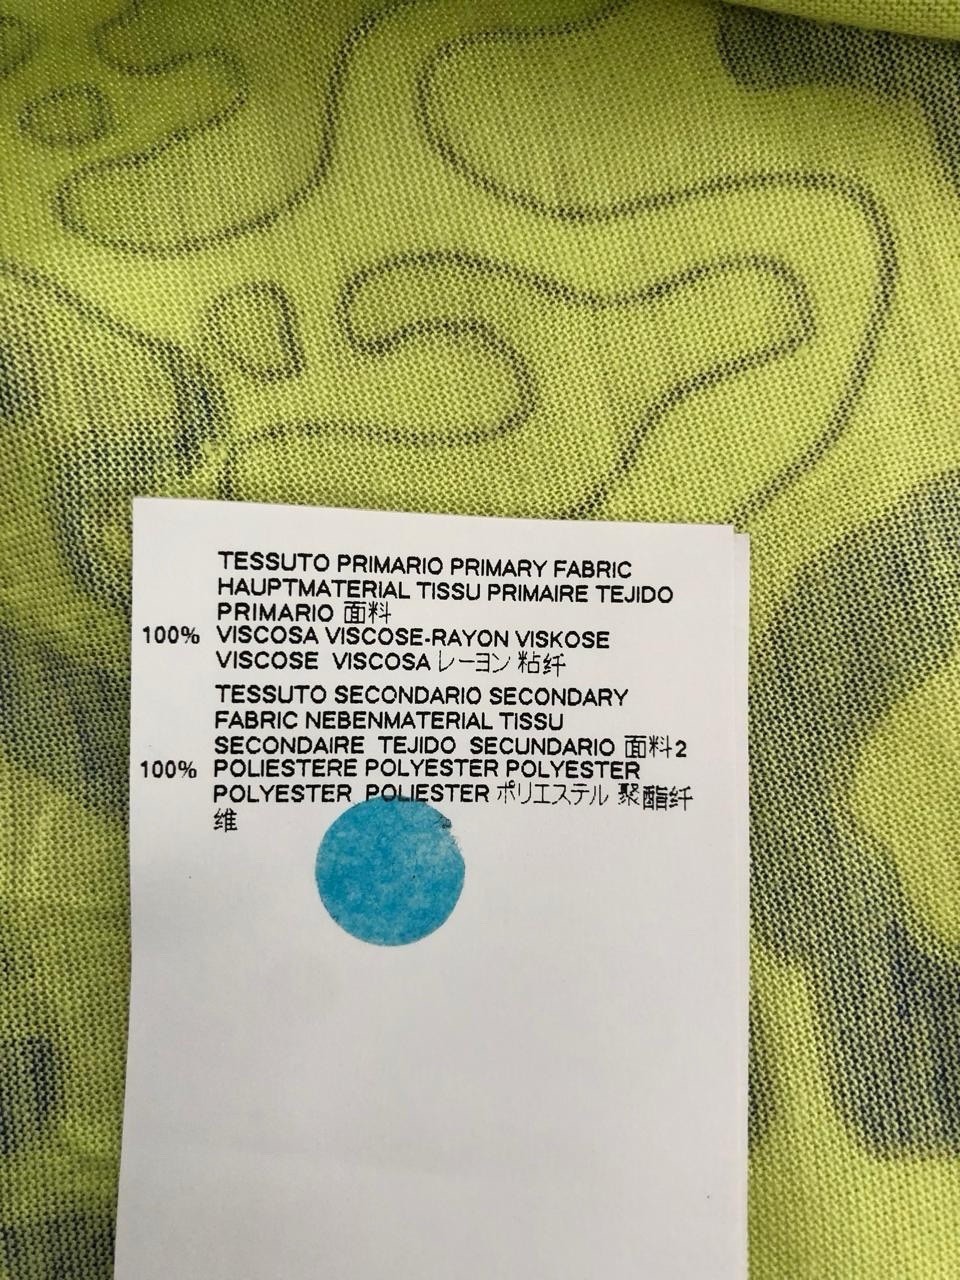 TESSUTO PRIMARIO PRIMARY FABRIC
HAUPTMATERIAL TISSU PRIMAIRE TEJIDO
PRIMARIO 面料
100% VISCOSA VISCOSE-RAYON VISKOSE
VISCOSE VISCOSA レーヨン 粘纤
TESSUTO SECONDARIO SECONDARY
FABRIC NEBENMATERIAL TISSU
SECONDAIRE TEJIDO SECUNDARIO 面料2
100% POLIESTERE POLYESTER POLYESTER
POLYESTER POLIESTER ポリエステル 聚酯纤
维